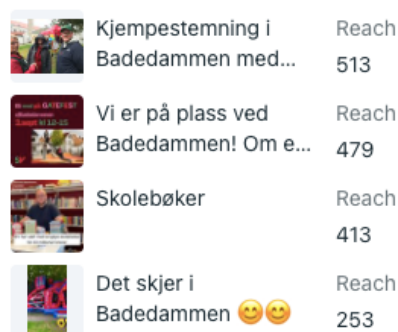 Kjempestemning i
Badedammen med...
Reach
513
GATEFEST
Vi er på plass ved
Badedammen! Om e...
Reach
479
Skolebøker
Reach
413
Det skjer i
Badedammen 😊😊
Reach
253